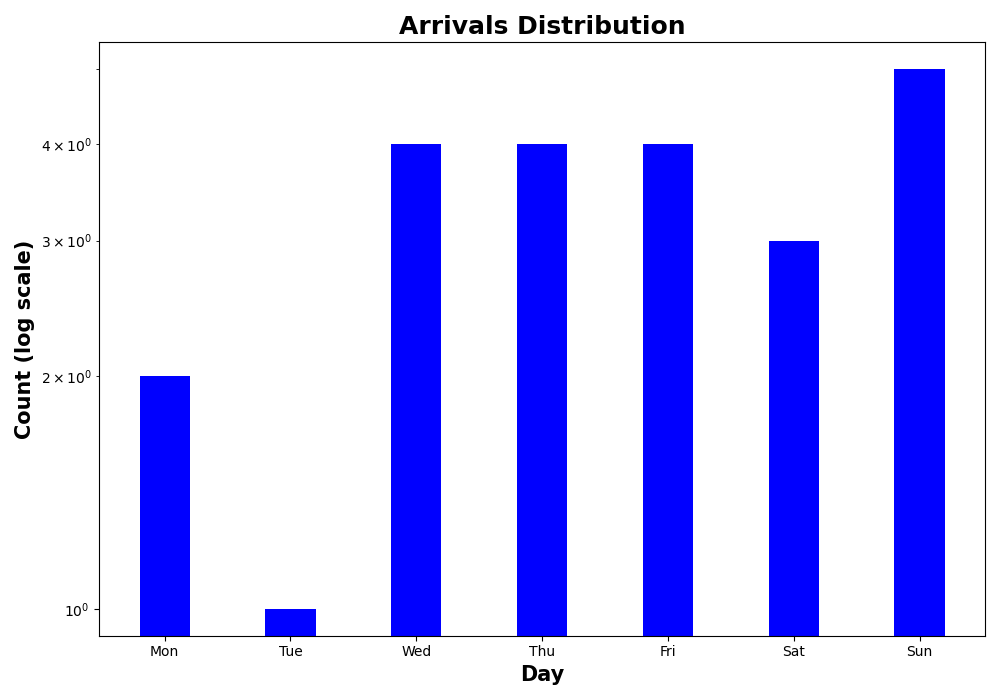 Arrivals Distribution
Count (log scale)
4 × 10⁰
3 × 10⁰
2 × 10⁰
10⁰
Mon Tue Wed Thu Fri Sat Sun
Day